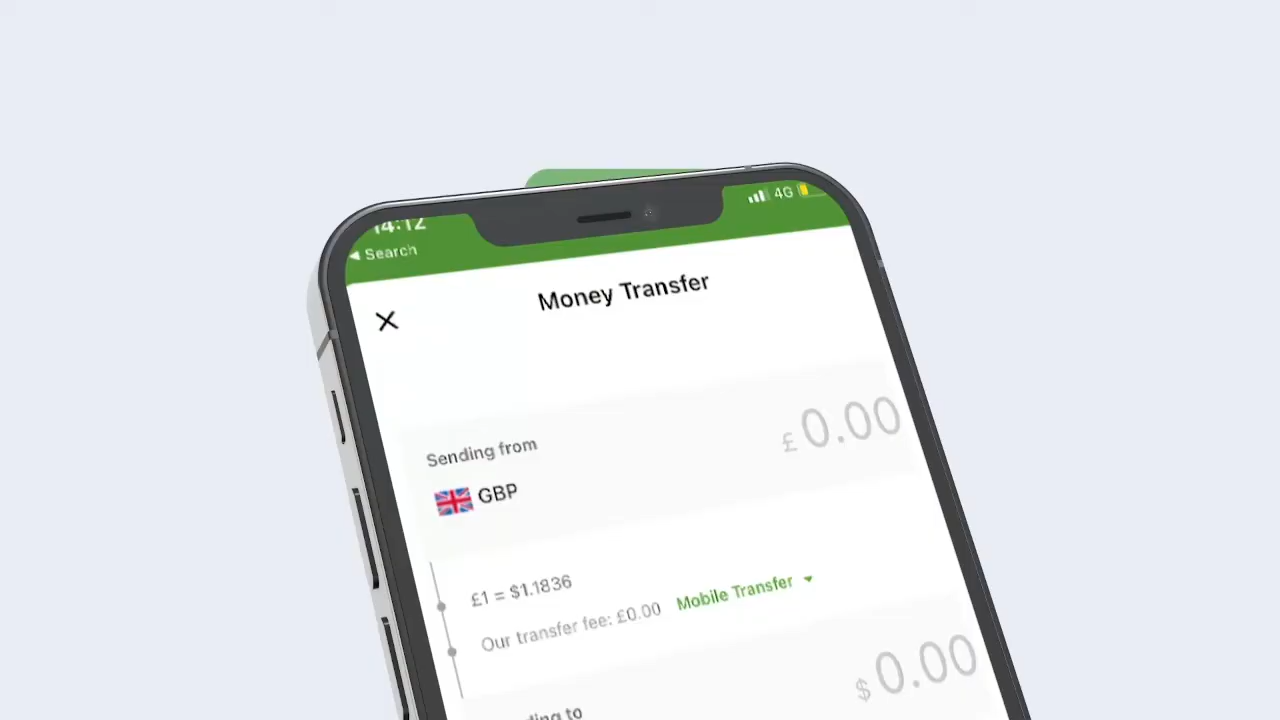 14:12
4G
◀ Search
Money Transfer
Sending from
£ 0.00
GBP
£1 = $1.1836
Our transfer fee: £0.00 Mobile Transfer
$ 0.00
to